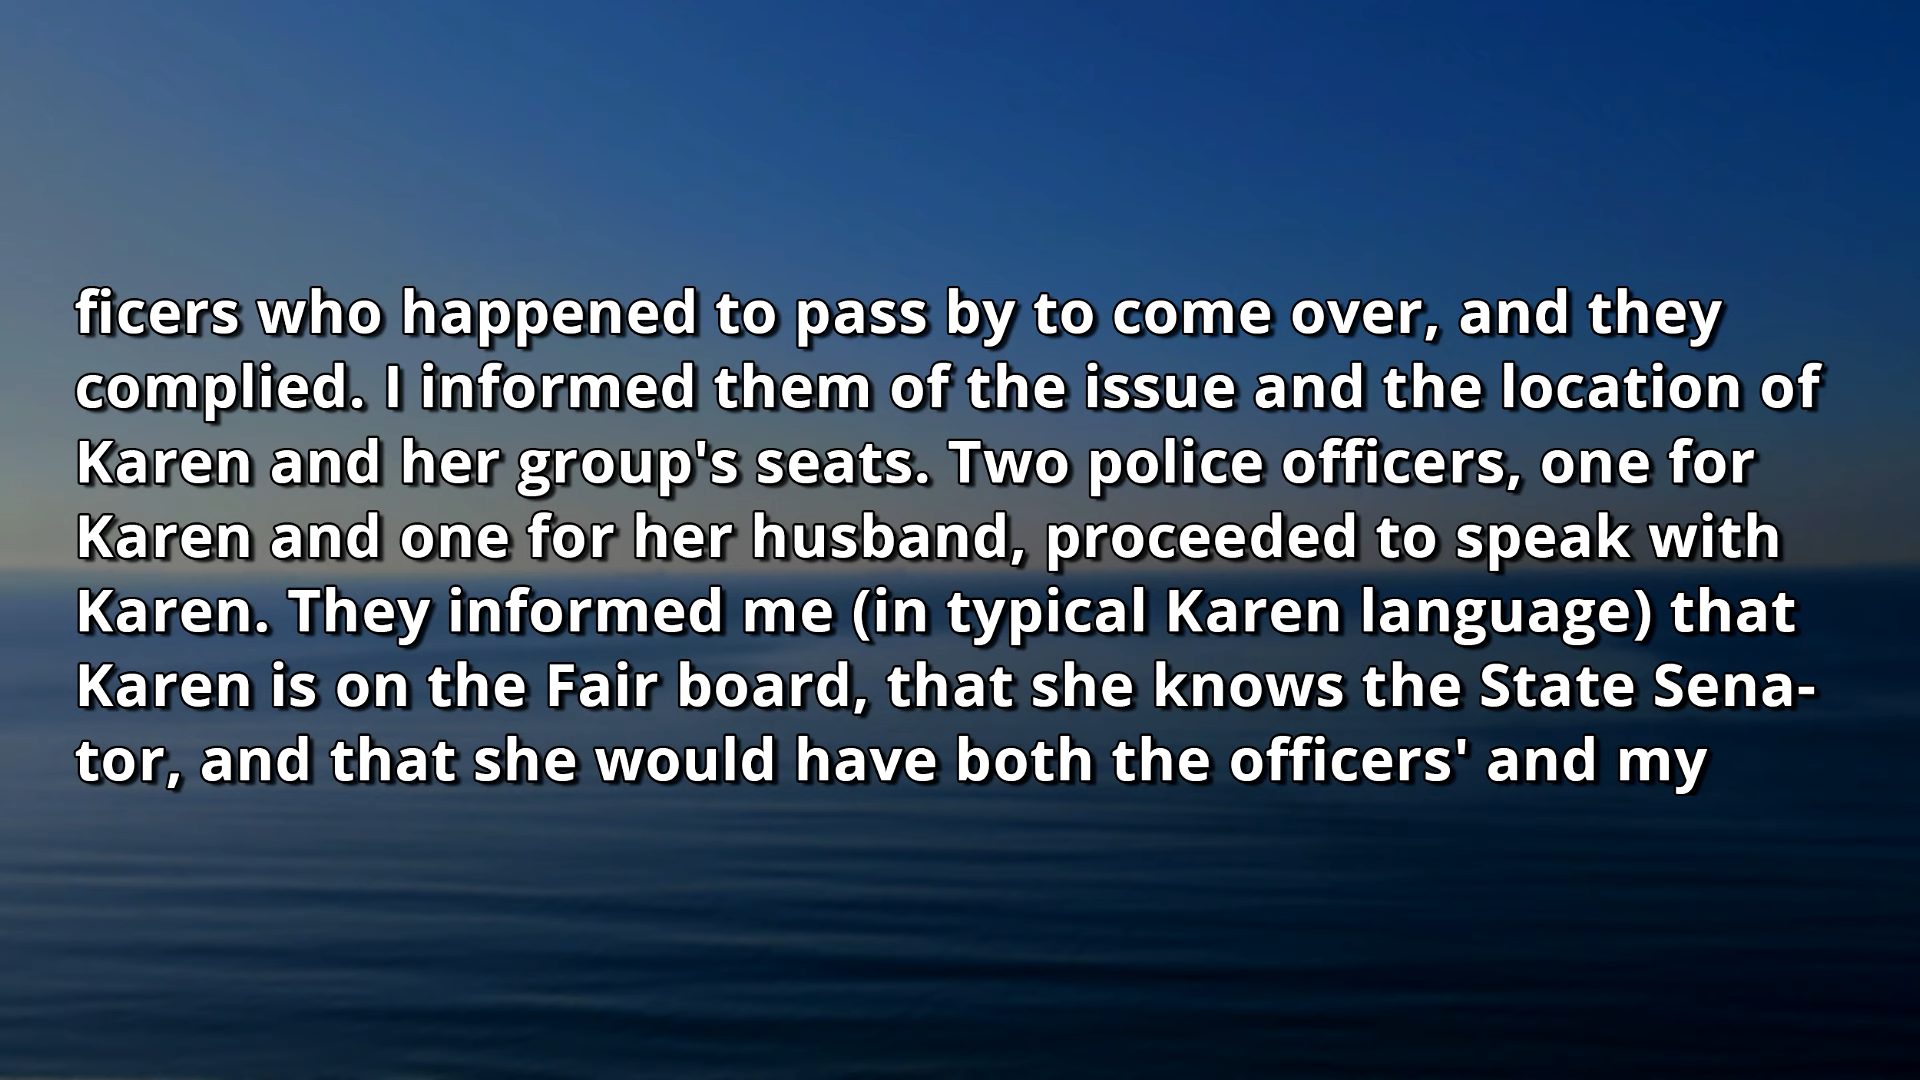 ficers who happened to pass by to come over, and they
complied. I informed them of the issue and the location of
Karen and her group's seats. Two police officers, one for
Karen and one for her husband, proceeded to speak with
Karen. They informed me (in typical Karen language) that
Karen is on the Fair board, that she knows the State Sena-
tor, and that she would have both the officers' and my